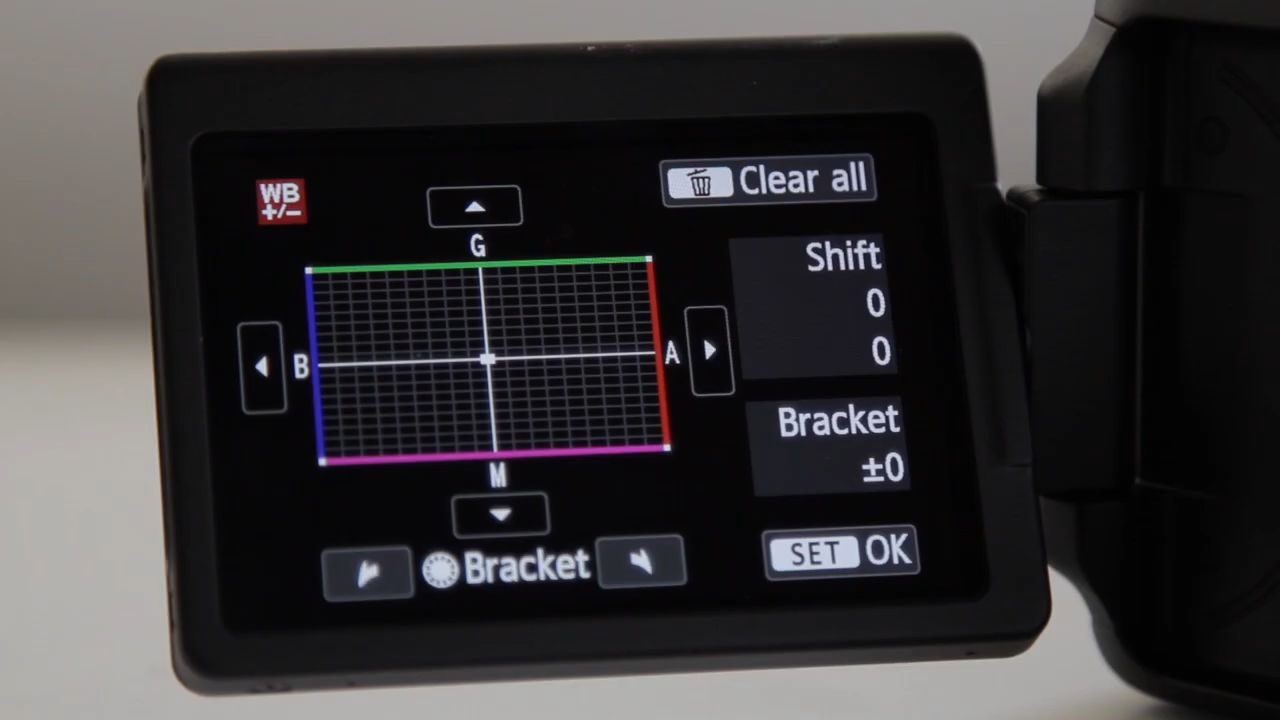 WB
+/−
Clear all
G
Shift
0
0
B
A
Bracket
±0
M
Bracket
SET OK